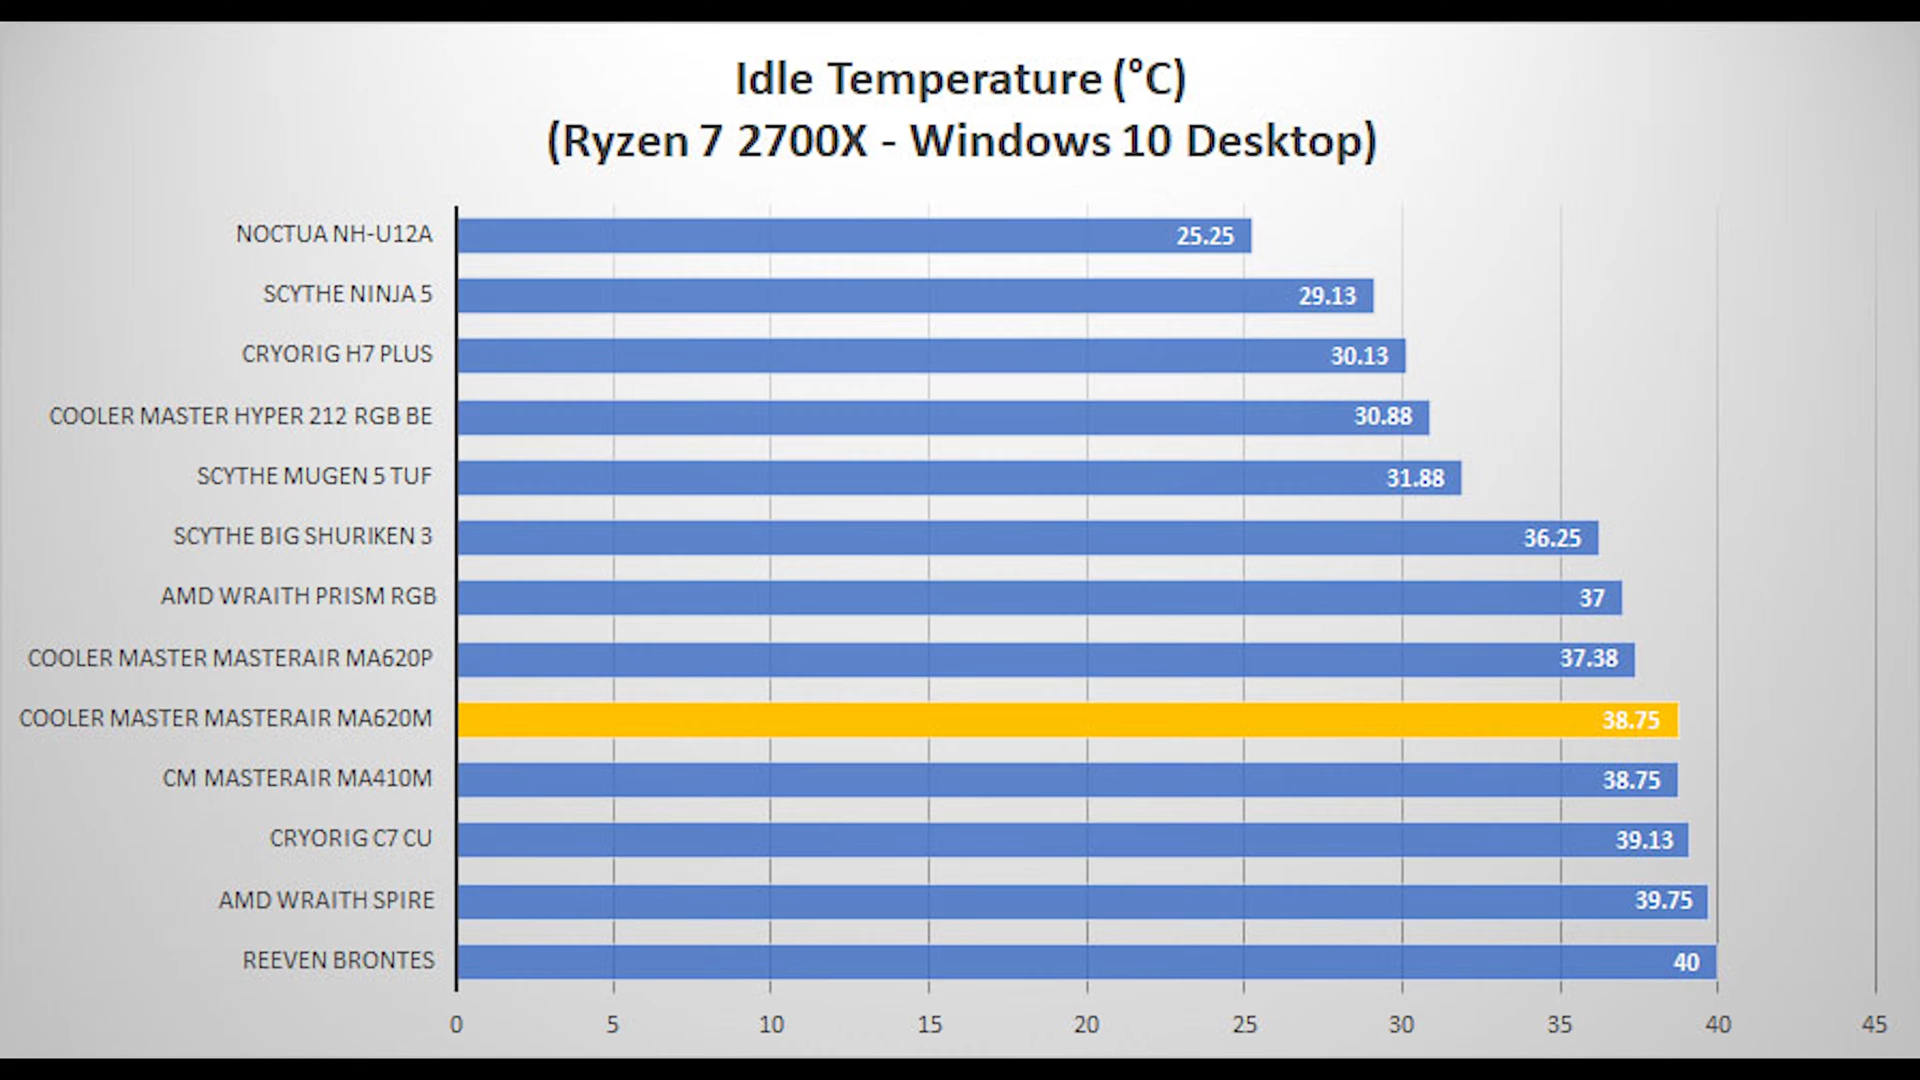 Idle Temperature (°C)
(Ryzen 7 2700X - Windows 10 Desktop)
NOCTUA NH-U12A 25.25
SCYTHE NINJA 5 29.13
CRYORIG H7 PLUS 30.13
COOLER MASTER HYPER 212 RGB BE 30.88
SCYTHE MUGEN 5 TUF 31.88
SCYTHE BIG SHURIKEN 3 36.25
AMD WRAITH PRISM RGB 37
COOLER MASTER MASTERAIR MA620P 37.38
COOLER MASTER MASTERAIR MA620M 38.75
CM MASTERAIR MA410M 38.75
CRYORIG C7 CU 39.13
AMD WRAITH SPIRE 39.75
REEVEN BRONTES 40
0 5 10 15 20 25 30 35 40 45